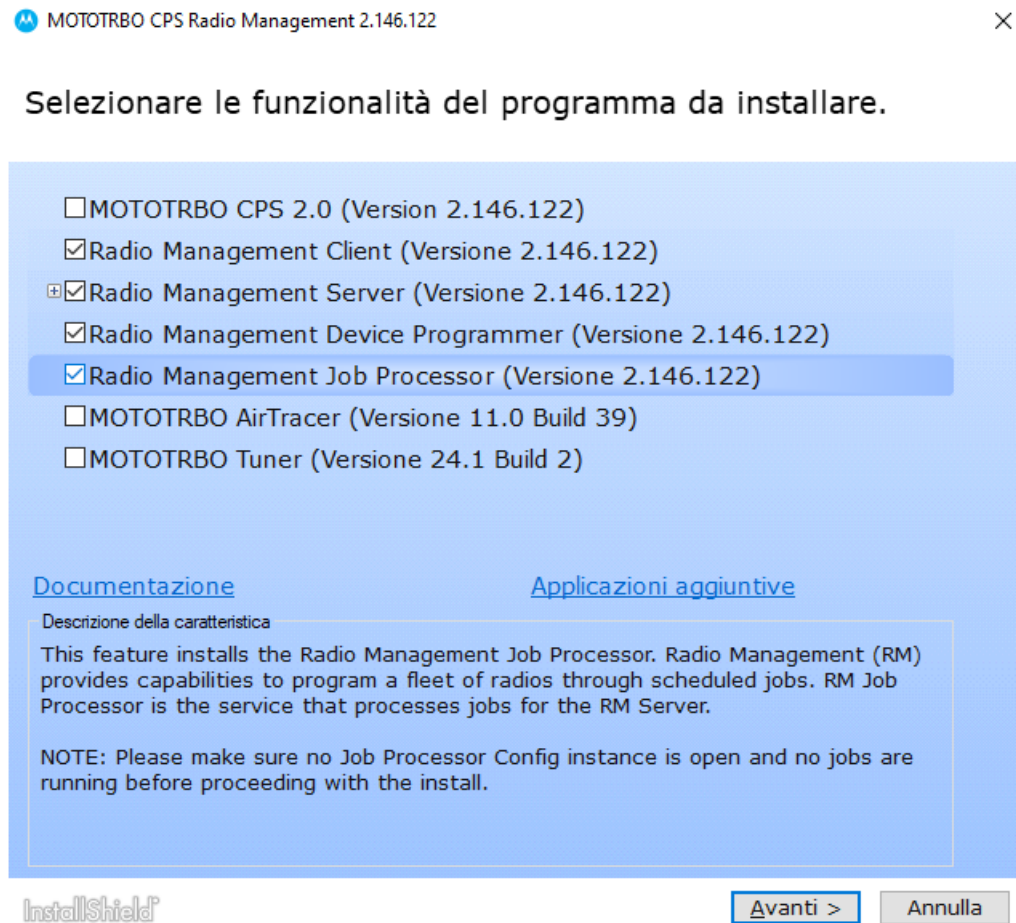 MOTOTRBO CPS Radio Management 2.146.122
Selezionare le funzionalità del programma da installare.
MOTOTRBO CPS 2.0 (Version 2.146.122)
Radio Management Client (Versione 2.146.122)
Radio Management Server (Versione 2.146.122)
Radio Management Device Programmer (Versione 2.146.122)
Radio Management Job Processor (Versione 2.146.122)
MOTOTRBO AirTracer (Versione 11.0 Build 39)
MOTOTRBO Tuner (Versione 24.1 Build 2)
Documentazione Applicazioni aggiuntive
Descrizione della caratteristica
This feature installs the Radio Management Job Processor. Radio Management (RM)
provides capabilities to program a fleet of radios through scheduled jobs. RM Job
Processor is the service that processes jobs for the RM Server.
NOTE: Please make sure no Job Processor Config instance is open and no jobs are
running before proceeding with the install.
InstallShield Avanti > Annulla